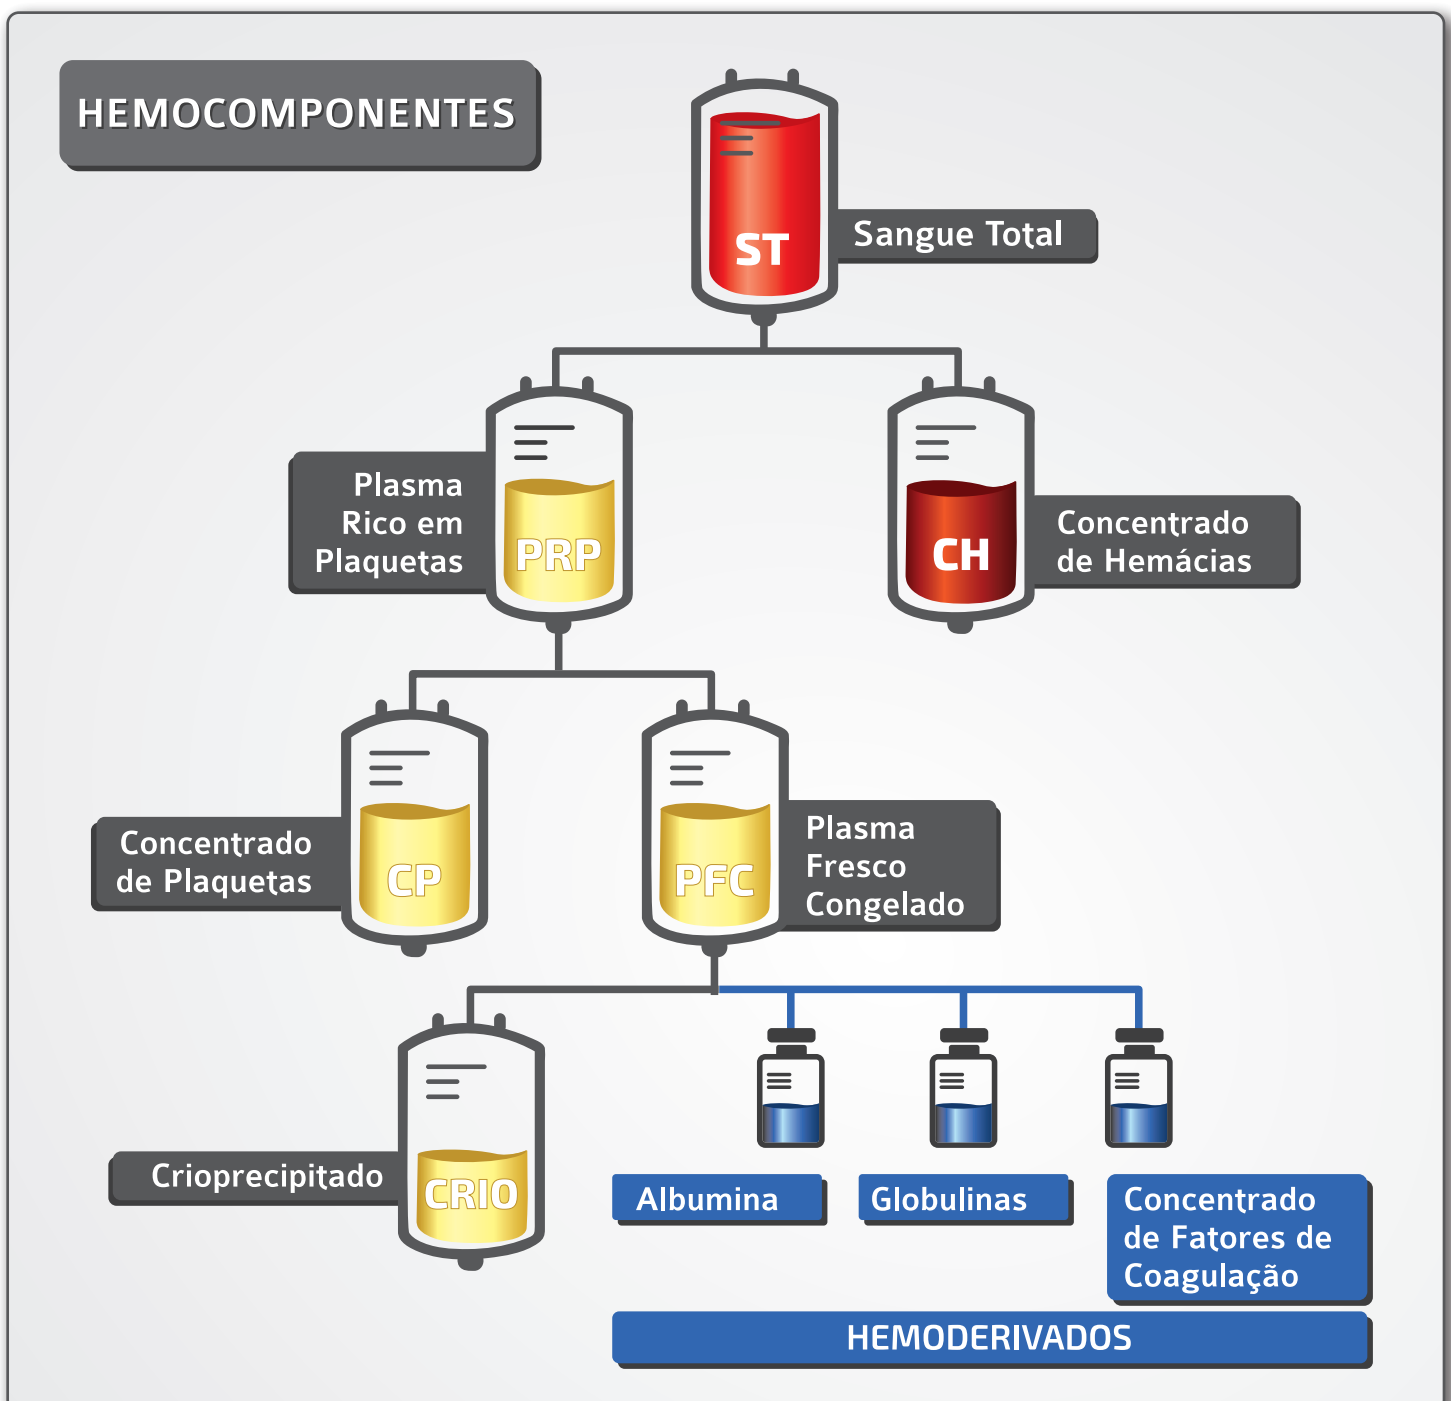 HEMOCOMPONENTES
ST
Sangue Total
Plasma
Rico em
Plaquetas
PRP
CH
Concentrado
de Hemácias
Concentrado
de Plaquetas
CP
PFC
Plasma
Fresco
Congelado
Crioprecipitado
CRIO
Albumina
Globulinas
Concentrado
de Fatores de
Coagulação
HEMODERIVADOS